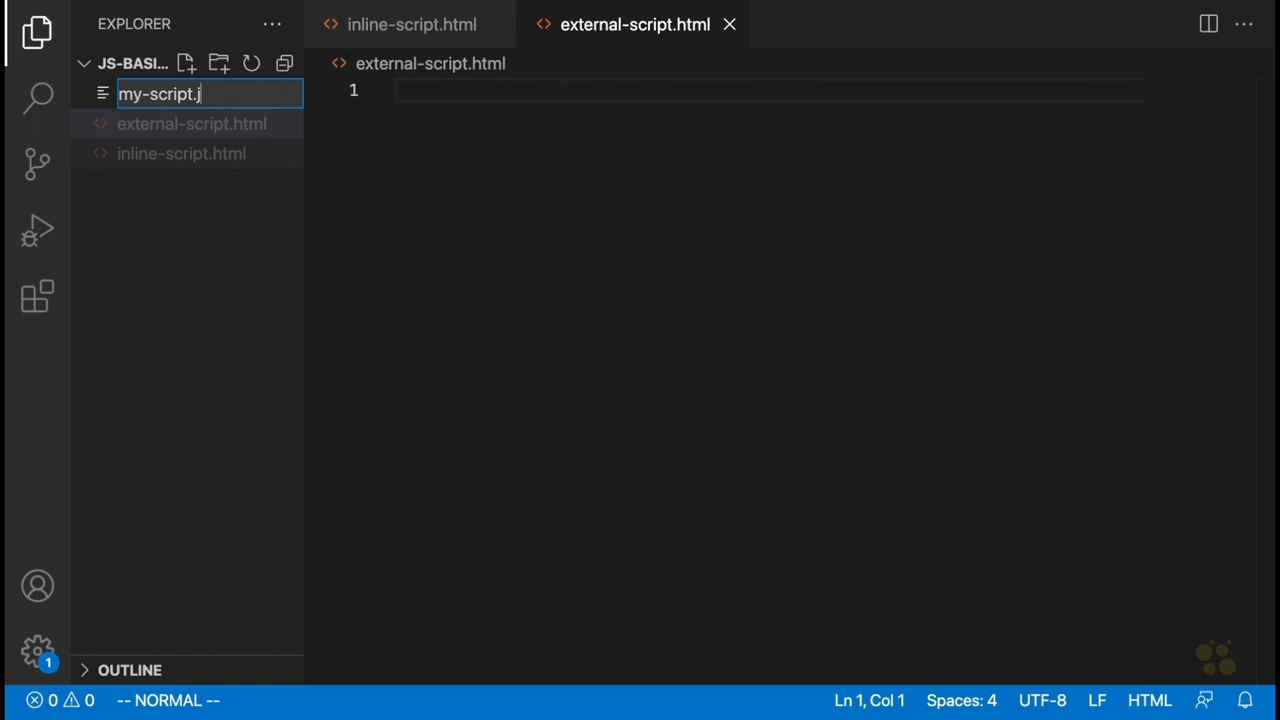 EXPLORER
inline-script.html
external-script.html
JS-BASI...
external-script.html
my-script.j
1
external-script.html
inline-script.html
1
OUTLINE
0 0 -- NORMAL -- Ln 1, Col 1 Spaces: 4 UTF-8 LF HTML